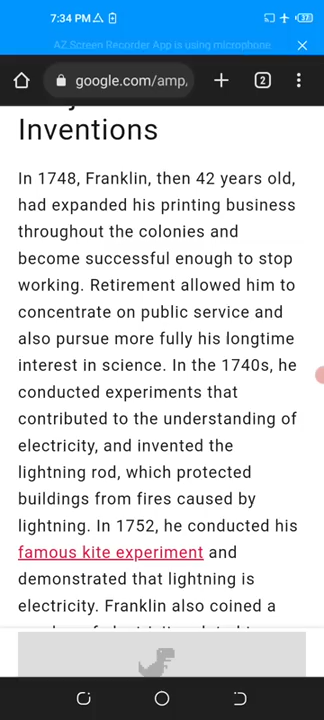 7:34 PM
37
AZ Screen Recorder App is using microphone.
google.com/amp,
2
Inventions
In 1748, Franklin, then 42 years old,
had expanded his printing business
throughout the colonies and
become successful enough to stop
working. Retirement allowed him to
concentrate on public service and
also pursue more fully his longtime
interest in science. In the 1740s, he
conducted experiments that
contributed to the understanding of
electricity, and invented the
lightning rod, which protected
buildings from fires caused by
lightning. In 1752, he conducted his
famous kite experiment and
demonstrated that lightning is
electricity. Franklin also coined a